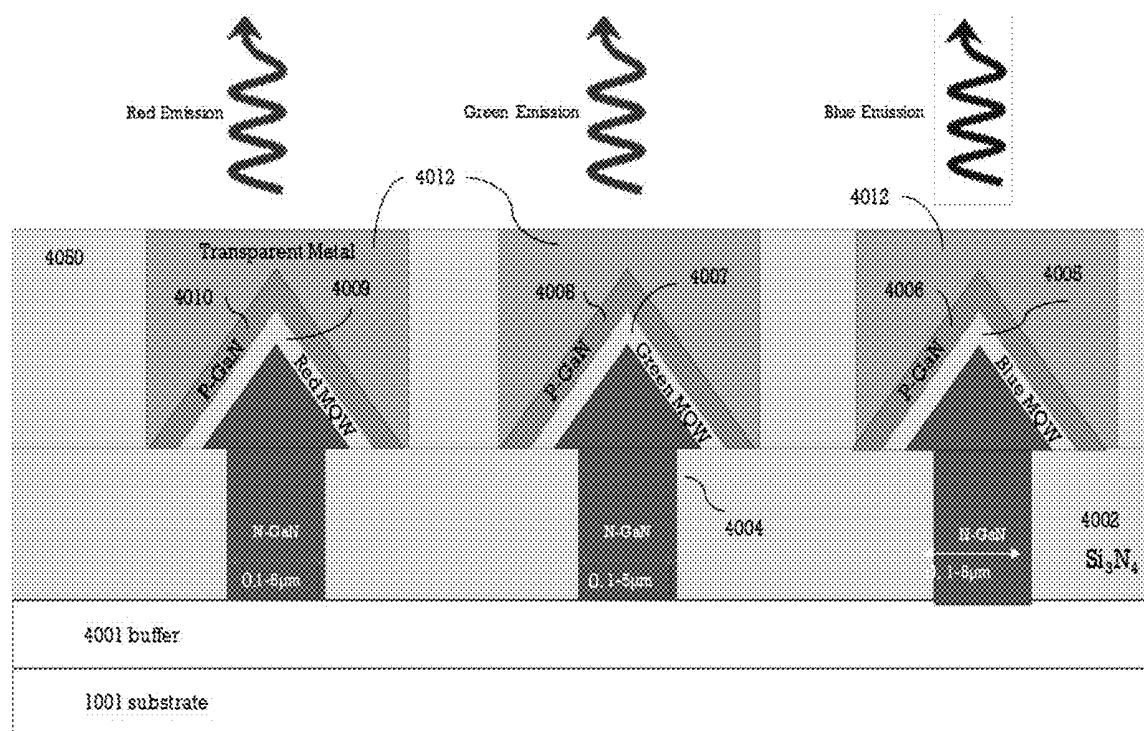 Red Emission
Green Emission
Blue Emission
4012
4012
4050
Transparent Metal
4010
4009
4008
4007
4006
4005
P-GaN
Red MQW
P-GaN
Green MQW
P-GaN
Blue MQW
N-GaN
N-GaN
4004
N-GaN
4002
Si₃N₄
0.1-5μm
0.1-5μm
4001 buffer
1001 substrate